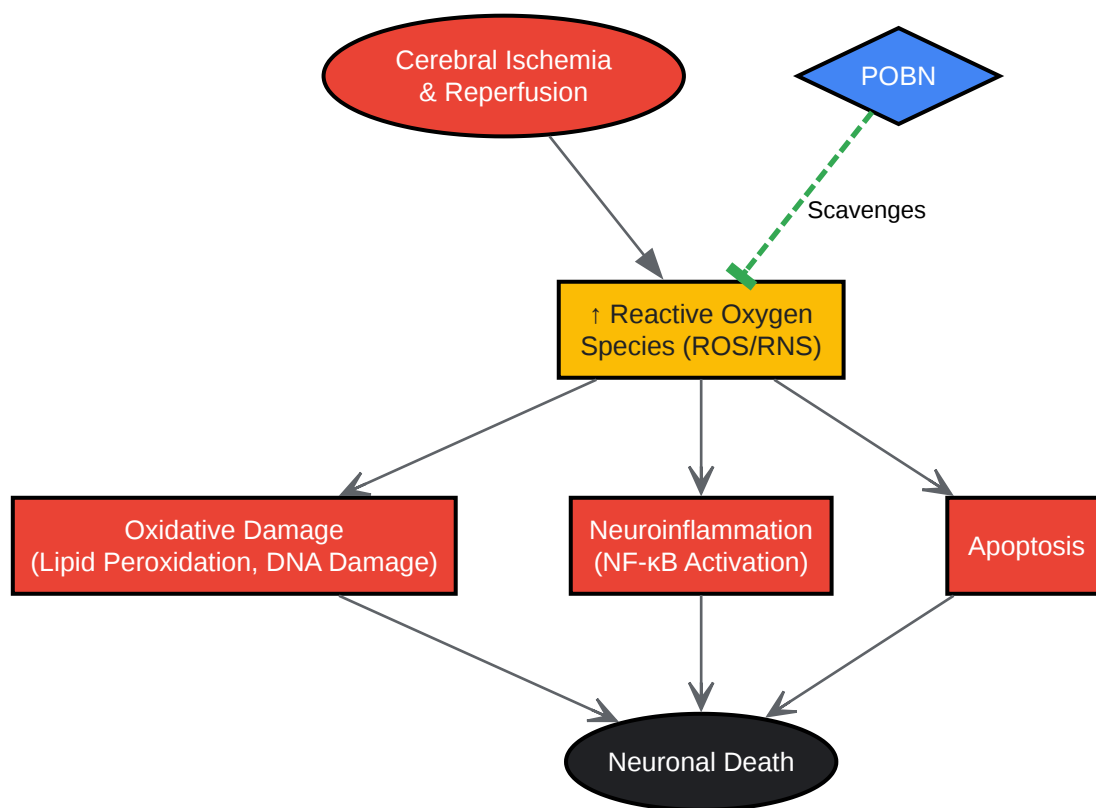 Cerebral Ischemia
& Reperfusion
POBN
Scavenges
↑ Reactive Oxygen
Species (ROS/RNS)
Oxidative Damage
(Lipid Peroxidation, DNA Damage)
Neuroinflammation
(NF-κB Activation)
Apoptosis
Neuronal Death